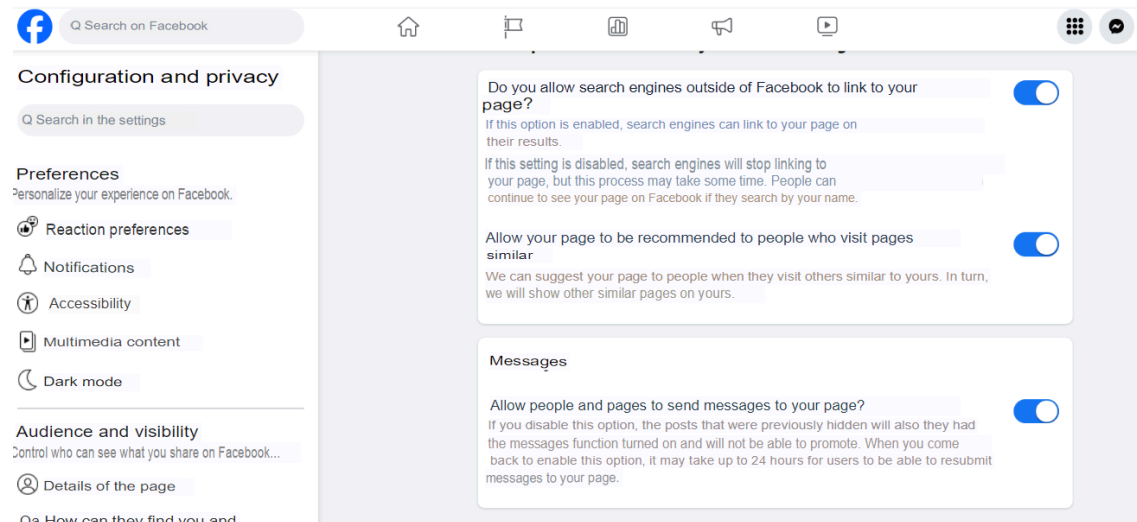 Search on Facebook
Configuration and privacy
Search in the settings
Preferences
Personalize your experience on Facebook.
Reaction preferences
Notifications
Accessibility
Multimedia content
Dark mode
Audience and visibility
Control who can see what you share on Facebook...
Details of the page
How can they find you and
Do you allow search engines outside of Facebook to link to your
page?
If this option is enabled, search engines can link to your page on
their results.
If this setting is disabled, search engines will stop linking to
your page, but this process may take some time. People can
continue to see your page on Facebook if they search by your name.
Allow your page to be recommended to people who visit pages
similar
We can suggest your page to people when they visit others similar to yours. In turn,
we will show other similar pages on yours.
Messages
Allow people and pages to send messages to your page?
If you disable this option, the posts that were previously hidden will also they had
the messages function turned on and will not be able to promote. When you come
back to enable this option, it may take up to 24 hours for users to be able to resubmit
messages to your page.